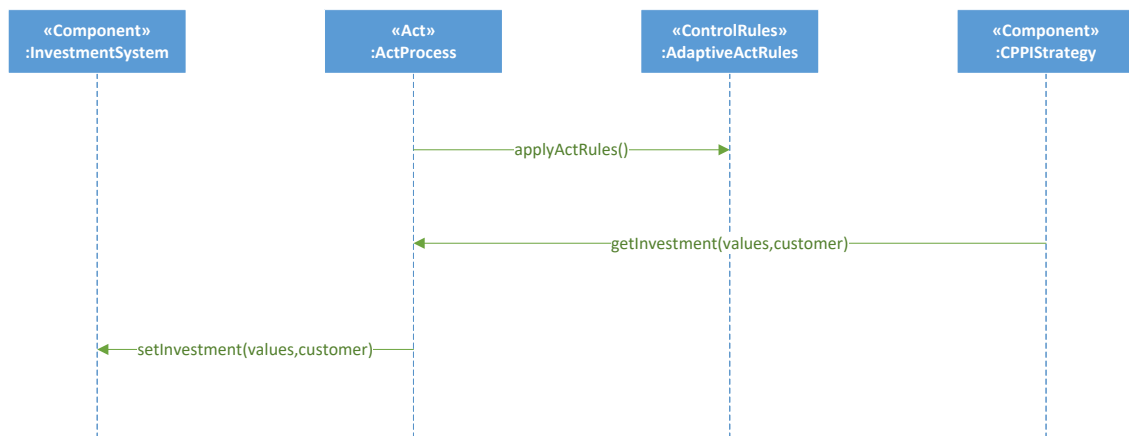 «Component»
:InvestmentSystem
«Act»
:ActProcess
«ControlRules»
:AdaptiveActRules
«Component»
:CPPIStrategy
applyActRules()
getInvestment(values,customer)
setInvestment(values,customer)